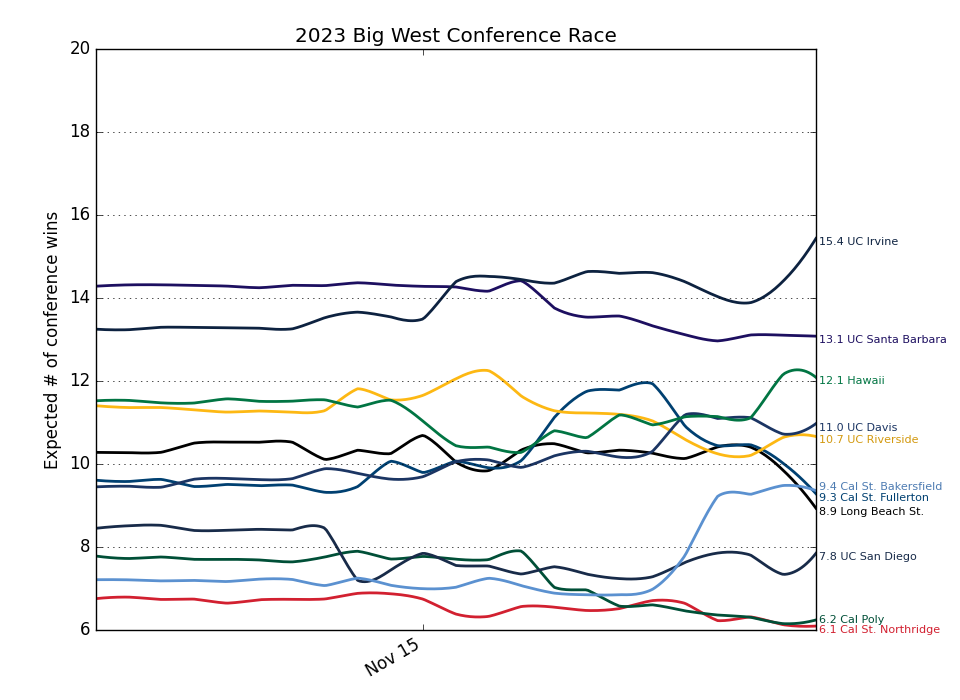 2023 Big West Conference Race
Expected # of conference wins
20
18
16
14
12
10
8
6
Nov 15
15.4 UC Irvine
13.1 UC Santa Barbara
12.1 Hawaii
11.0 UC Davis
10.7 UC Riverside
9.4 Cal St. Bakersfield
9.3 Cal St. Fullerton
8.9 Long Beach St.
7.8 UC San Diego
6.2 Cal Poly
6.1 Cal St. Northridge